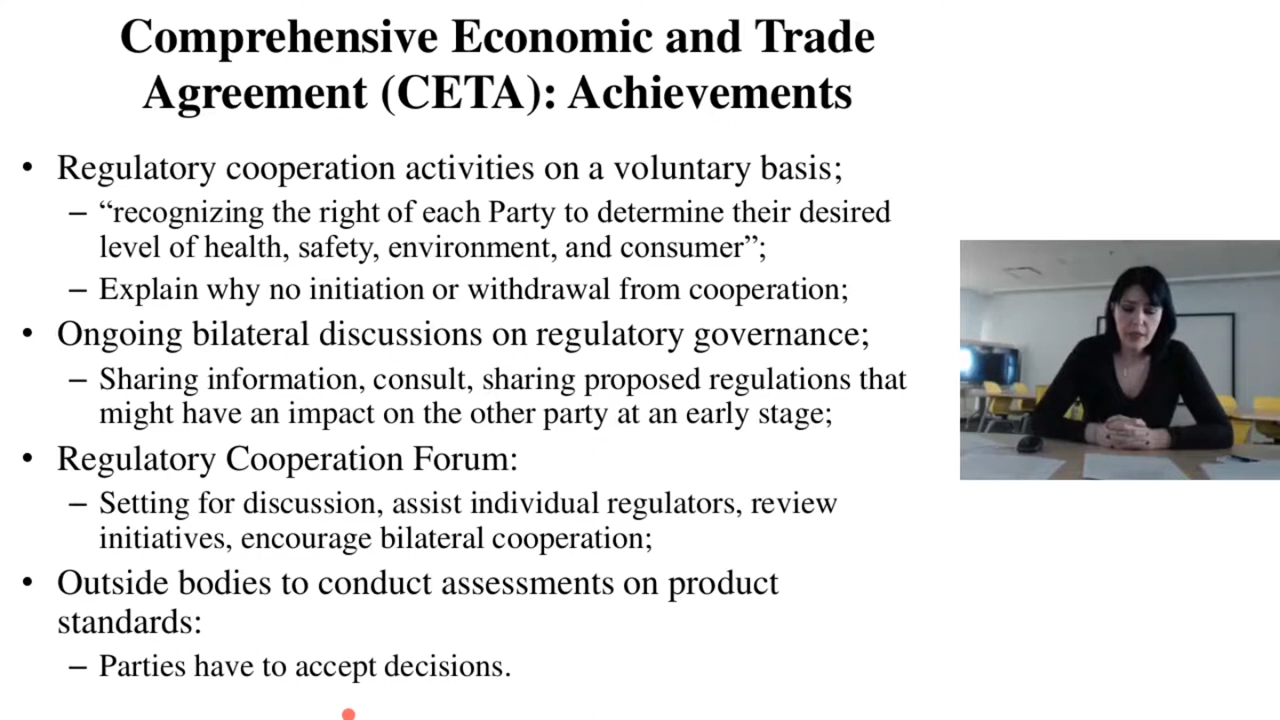 Comprehensive Economic and Trade
Agreement (CETA): Achievements
• Regulatory cooperation activities on a voluntary basis;
– “recognizing the right of each Party to determine their desired
level of health, safety, environment, and consumer”;
– Explain why no initiation or withdrawal from cooperation;
• Ongoing bilateral discussions on regulatory governance;
– Sharing information, consult, sharing proposed regulations that
might have an impact on the other party at an early stage;
• Regulatory Cooperation Forum:
– Setting for discussion, assist individual regulators, review
initiatives, encourage bilateral cooperation;
• Outside bodies to conduct assessments on product
standards:
– Parties have to accept decisions.